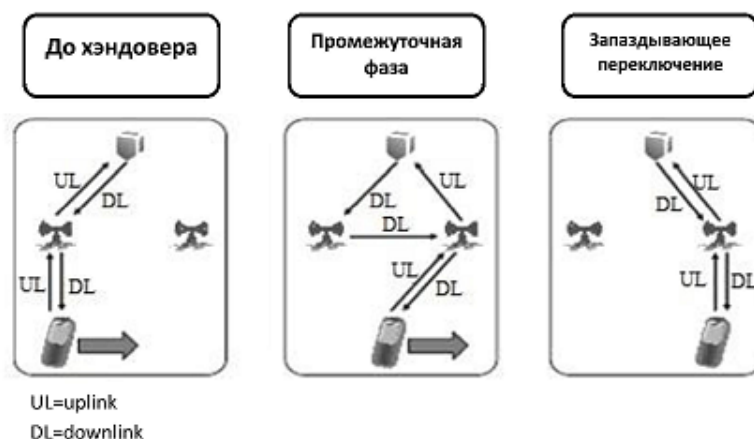 До хэндовера
Промежуточная
фаза
Запаздывающее
переключение
UL
DL
UL
DL
DL
UL
DL
UL
DL
UL
DL
UL
DL
UL=uplink
DL=downlink